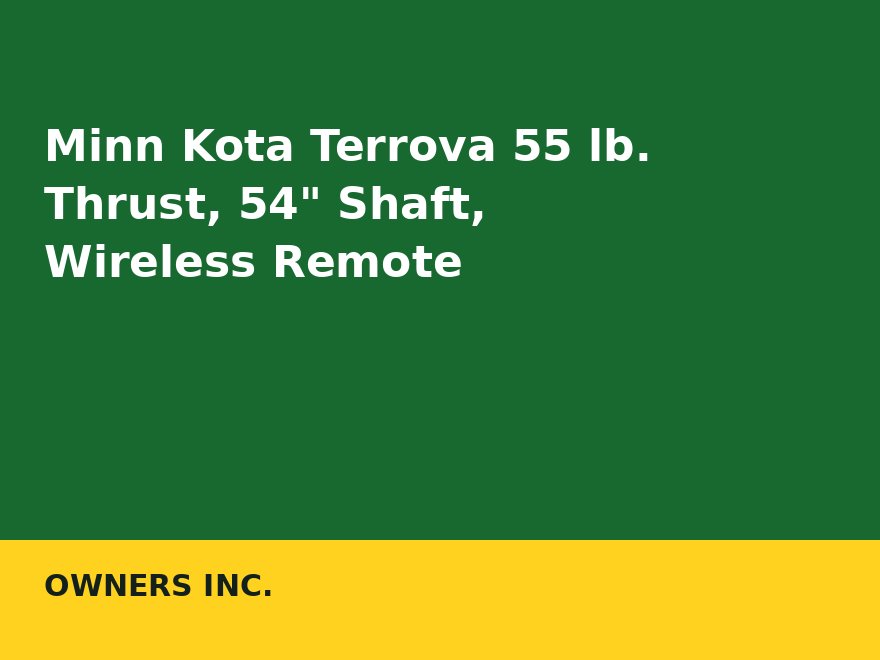 Minn Kota Terrova 55 lb.
Thrust, 54" Shaft,
Wireless Remote
OWNERS INC.